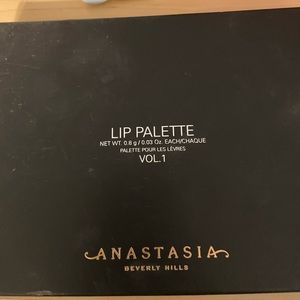 LIP PALETTE
NET WT. 0.8 g / 0.03 Oz. EACH/CHAQUE
PALETTE POUR LES LÈVRES
VOL.1
ANASTASIA
BEVERLY HILLS